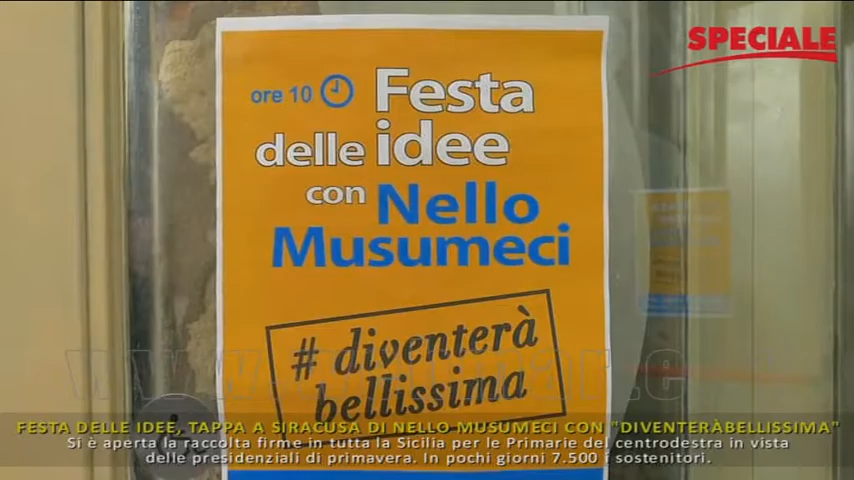 SPECIALE
ore 10 Festa
delle idee
con Nello
Musumeci
# diventerà
bellissima
FESTA DELLE IDEE, TAPPA A SIRACUSA DI NELLO MUSUMECI CON "DIVENTERÀBELLISSIMA"
Si è aperta la raccolta firme in tutta la Sicilia per le Primarie del centrodestra in vista
delle presidenziali di primavera. In pochi giorni 7.500 i sostenitori.